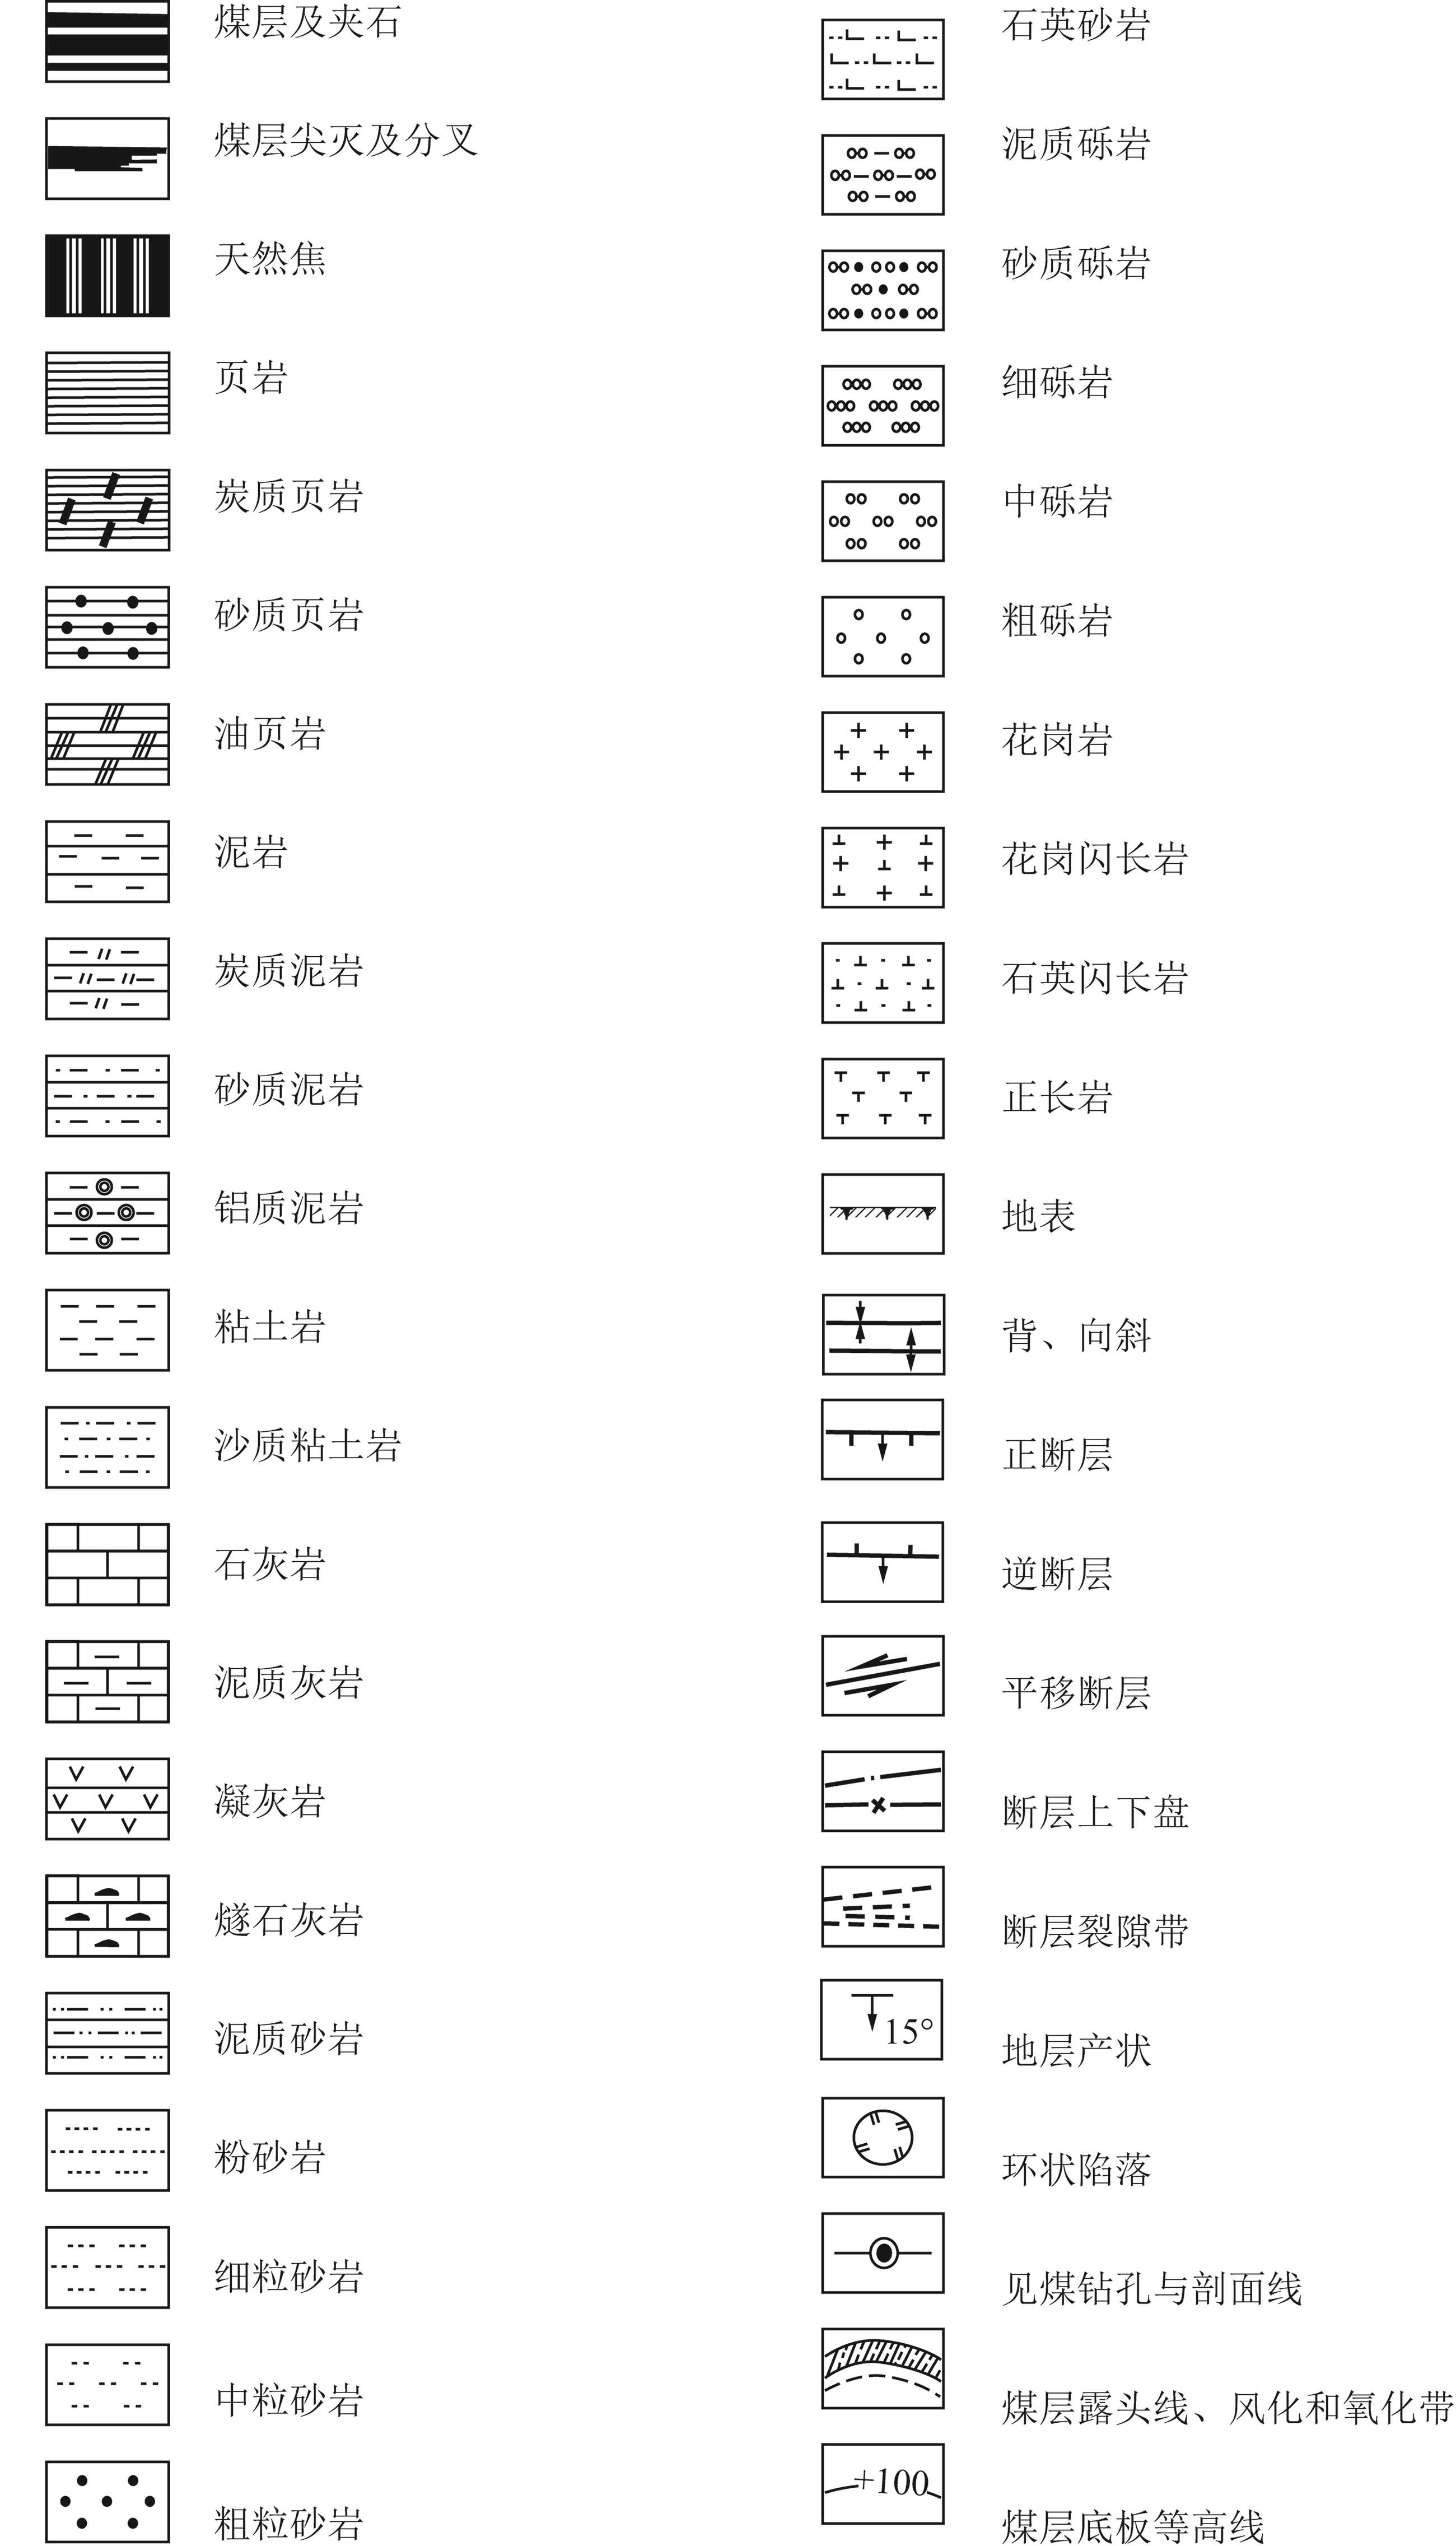 煤层及夹石
煤层尖灭及分叉
天然焦
页岩
炭质页岩
砂质页岩
油页岩
泥岩
炭质泥岩
砂质泥岩
铝质泥岩
粘土岩
沙质粘土岩
石灰岩
泥质灰岩
凝灰岩
燧石灰岩
泥质砂岩
粉砂岩
细粒砂岩
中粒砂岩
粗粒砂岩
石英砂岩
泥质砾岩
砂质砾岩
细砾岩
中砾岩
粗砾岩
花岗岩
花岗闪长岩
石英闪长岩
正长岩
地表
背、向斜
正断层
逆断层
平移断层
断层上下盘
断层裂隙带
15°
地层产状
环状陷落
见煤钻孔与剖面线
煤层露头线、风化和氧化带
+100
煤层底板等高线